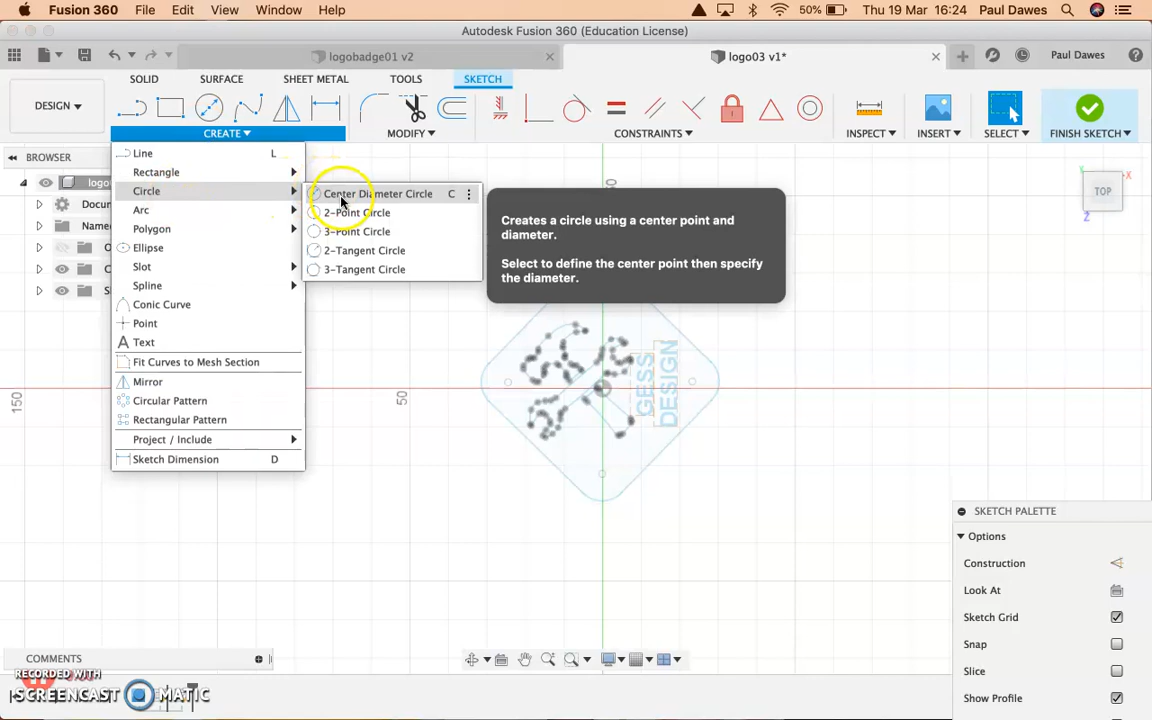 Fusion 360 File Edit View Window Help 50% Thu 19 Mar 16:24 Paul Dawes
Autodesk Fusion 360 (Education License)
logobadge01 v2 logo03 v1* Paul Dawes
SOLID SURFACE SHEET METAL TOOLS SKETCH
DESIGN
CREATE MODIFY CONSTRAINTS INSPECT INSERT SELECT FINISH SKETCH
BROWSER
Line L
Rectangle
Circle
Arc
Polygon
Ellipse
Slot
Spline
Conic Curve
Point
Text
Fit Curves to Mesh Section
Mirror
Circular Pattern
Rectangular Pattern
Project / Include
Sketch Dimension D
Center Diameter Circle C
2-Point Circle
3-Point Circle
2-Tangent Circle
3-Tangent Circle
Creates a circle using a center point and
diameter.
Select to define the center point then specify
the diameter.
TOP
X
Y
Z
150
50
GESS
DESIGN
SKETCH PALETTE
Options
Construction
Look At
Sketch Grid
Snap
Slice
Show Profile
COMMENTS
RECORDED WITH
SCREENCAST MATIC